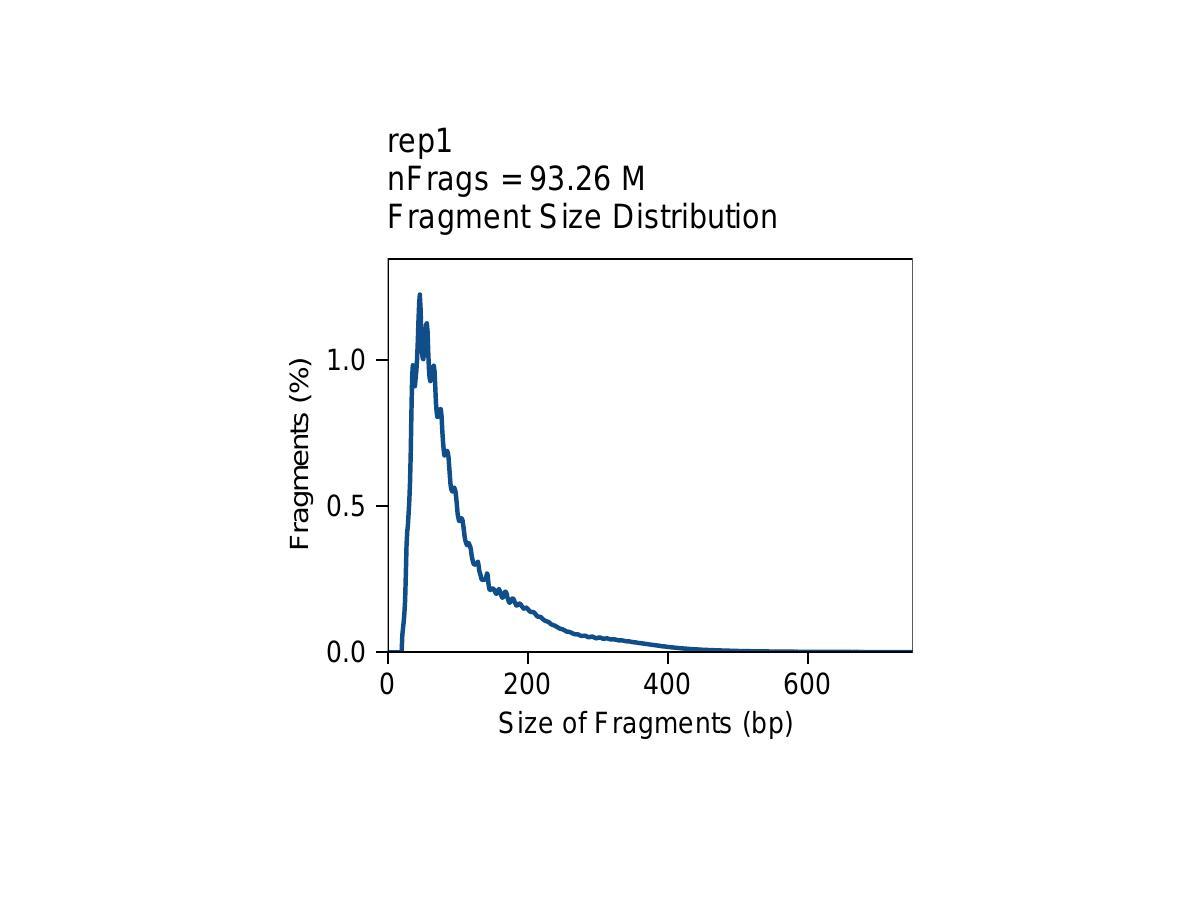 rep1
nFrags = 93.26 M
Fragment Size Distribution
Fragments (%)
1.0
0.5
0.0
0 200 400 600
Size of Fragments (bp)